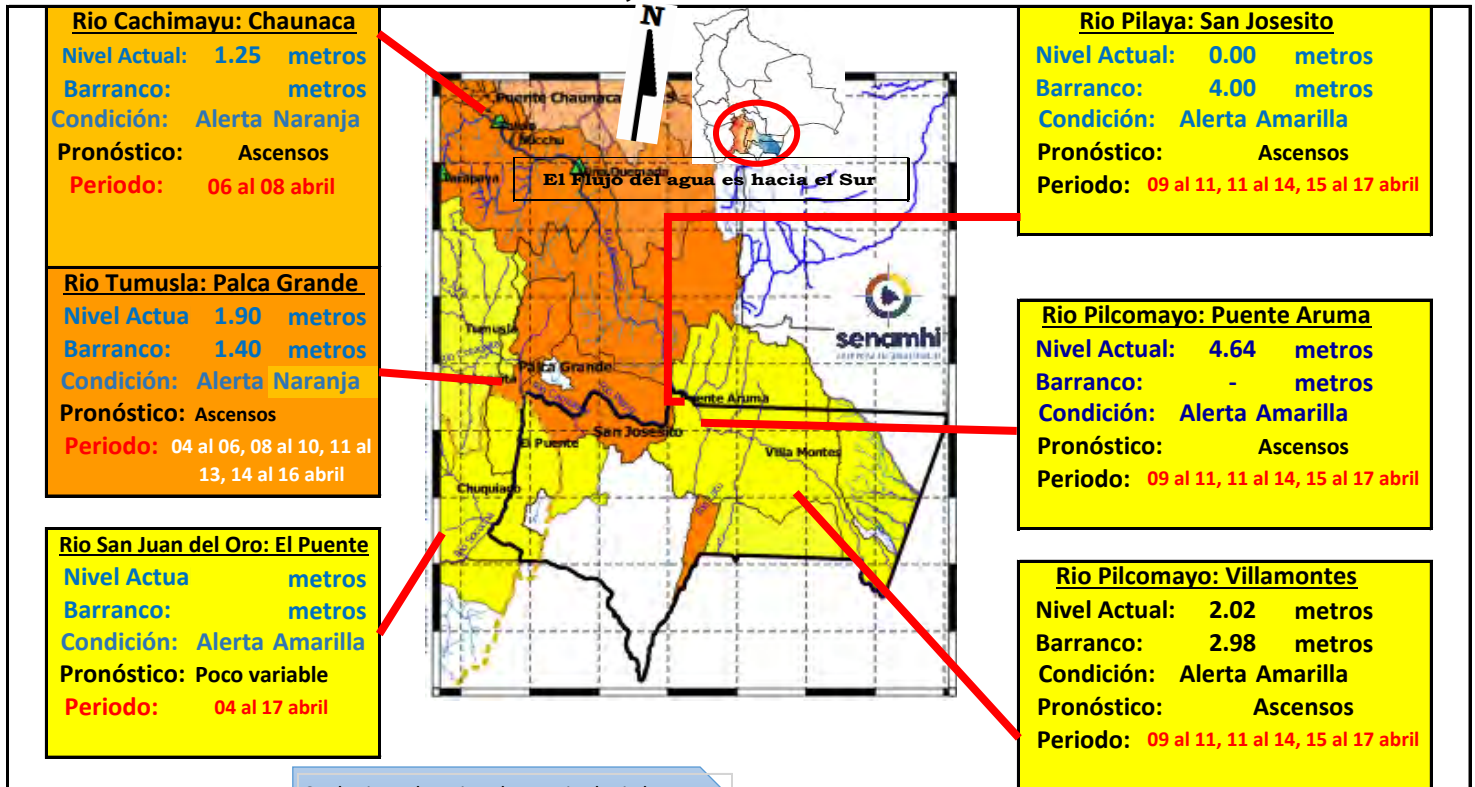 Rio Cachimayu: Chaunaca
Nivel Actual: 1.25 metros
Barranco: metros
Condición: Alerta Naranja
Pronóstico: Ascensos
Periodo: 06 al 08 abril
Rio Tumusla: Palca Grande
Nivel Actua 1.90 metros
Barranco: 1.40 metros
Condición: Alerta Naranja
Pronóstico: Ascensos
Periodo: 04 al 06, 08 al 10, 11 al
13, 14 al 16 abril
Rio San Juan del Oro: El Puente
Nivel Actua metros
Barranco: metros
Condición: Alerta Amarilla
Pronóstico: Poco variable
Periodo: 04 al 17 abril
N
Puente Chaunaca
Tarapaya
El Flujo del agua es hacia el Sur
senamhi
Tumusla
Palca Grande
Puente Aruma
San Josesito
El Puente
Villa Montes
Chuquiago
Rio Pilaya: San Josesito
Nivel Actual: 0.00 metros
Barranco: 4.00 metros
Condición: Alerta Amarilla
Pronóstico: Ascensos
Periodo: 09 al 11, 11 al 14, 15 al 17 abril
Rio Pilcomayo: Puente Aruma
Nivel Actual: 4.64 metros
Barranco: - metros
Condición: Alerta Amarilla
Pronóstico: Ascensos
Periodo: 09 al 11, 11 al 14, 15 al 17 abril
Rio Pilcomayo: Villamontes
Nivel Actual: 2.02 metros
Barranco: 2.98 metros
Condición: Alerta Amarilla
Pronóstico: Ascensos
Periodo: 09 al 11, 11 al 14, 15 al 17 abril